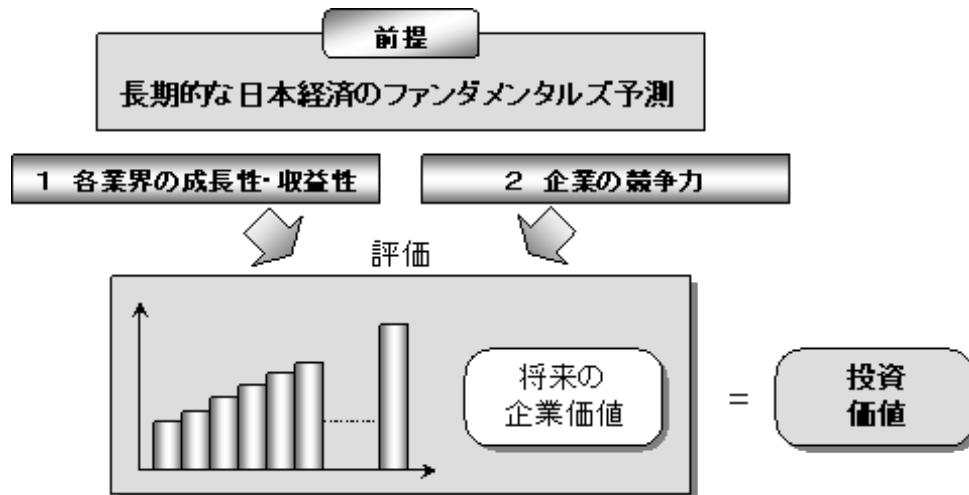 前提
長期的な日本経済のファンダメンタルズ予測
1 各業界の成長性・収益性
2 企業の競争力
評価
将来の
企業価値
=
投資
価値